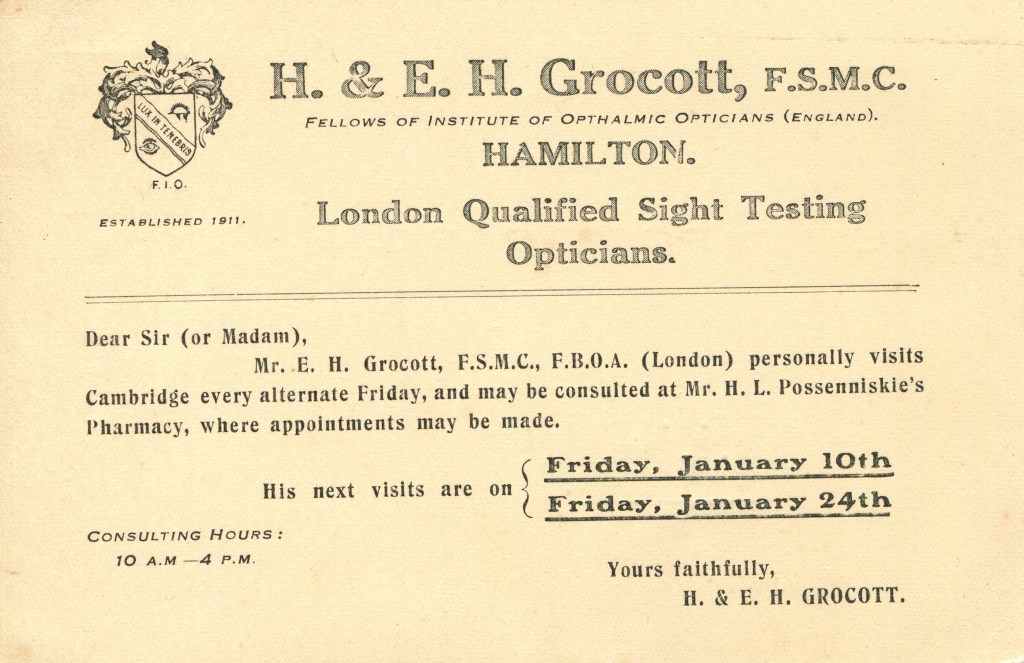 LUX IN TENEBRIS
F.I.O.
ESTABLISHED 1911.
H. & E. H. Grocott, F.S.M.C.
FELLOWS OF INSTITUTE OF OPTHALMIC OPTICIANS (ENGLAND).
HAMILTON.
London Qualified Sight Testing
Opticians.
Dear Sir (or Madam),
Mr. E. H. Grocott, F.S.M.C., F.B.O.A. (London) personally visits
Cambridge every alternate Friday, and may be consulted at Mr. H. L. Possenniskie's
Pharmacy, where appointments may be made.
His next visits are on
Friday, January 10th
Friday, January 24th
CONSULTING HOURS:
10 A.M—4 P.M.
Yours faithfully,
H. & E. H. GROCOTT.